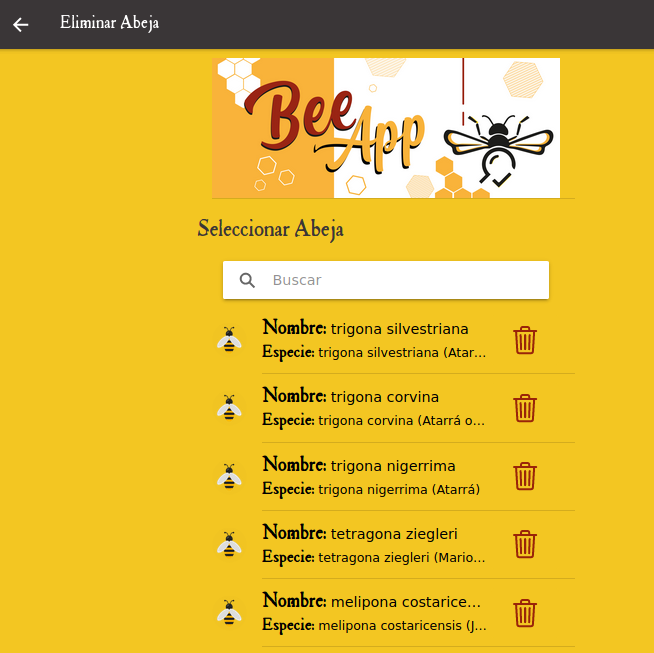 Eliminar Abeja
Bee
App
Seleccionar Abeja
Buscar
Nombre: trigona silvestriana
Especie: trigona silvestriana (Atar...
Nombre: trigona corvina
Especie: trigona corvina (Atarrá o...
Nombre: trigona nigerrima
Especie: trigona nigerrima (Atarrá)
Nombre: tetragona ziegleri
Especie: tetragona ziegleri (Mario...
Nombre: melipona costarice...
Especie: melipona costaricensis (J...